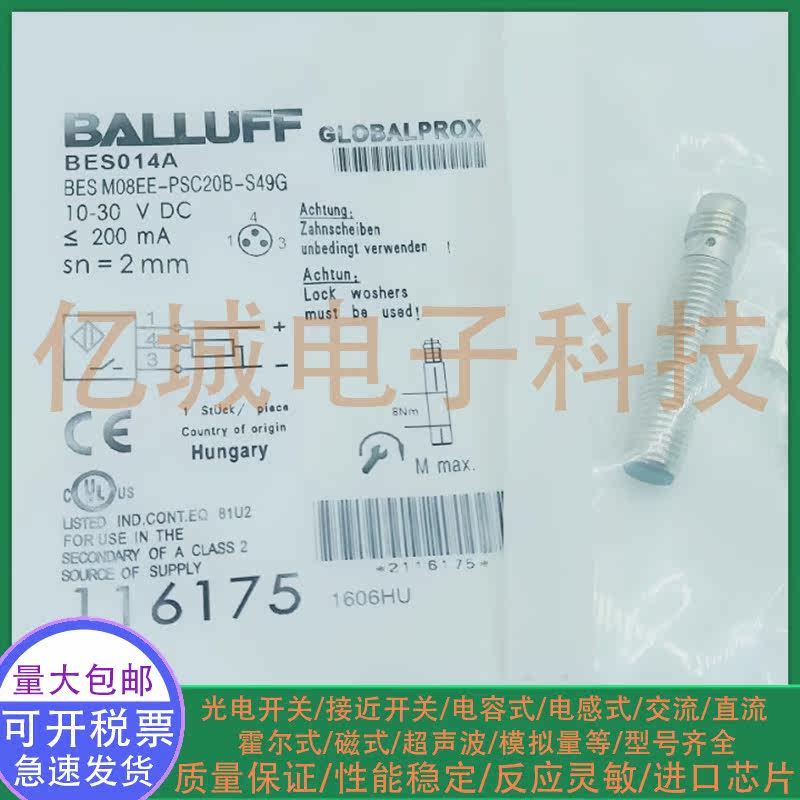 BALLUFF
GLOBALPROX
BES014A
BES M08EE-PSC20B-S49G
10-30 V DC
≤ 200 mA
sn = 2 mm
4
1
3
Achtung;
Zahnscheiben
unbedingt verwenden !
Achtun;
Lock woshers
must be used!
1
4
3
+
−
亿城电子科技
1 Stück/ piece
Country of origin
Hungary
8Nm
M max.
CE
C UL US
LISTED IND.CONT.EQ 81U2
FOR USE IN THE
SECONDARY OF A CLASS 2
SOURCE OF SUPPLY
*2116175*
116175
1606HU
量大包邮
可开税票
急速发货
光电开关/接近开关/电容式/电感式/交流/直流
霍尔式/磁式/超声波/模拟量等/型号齐全
质量保证/性能稳定/反应灵敏/进口芯片